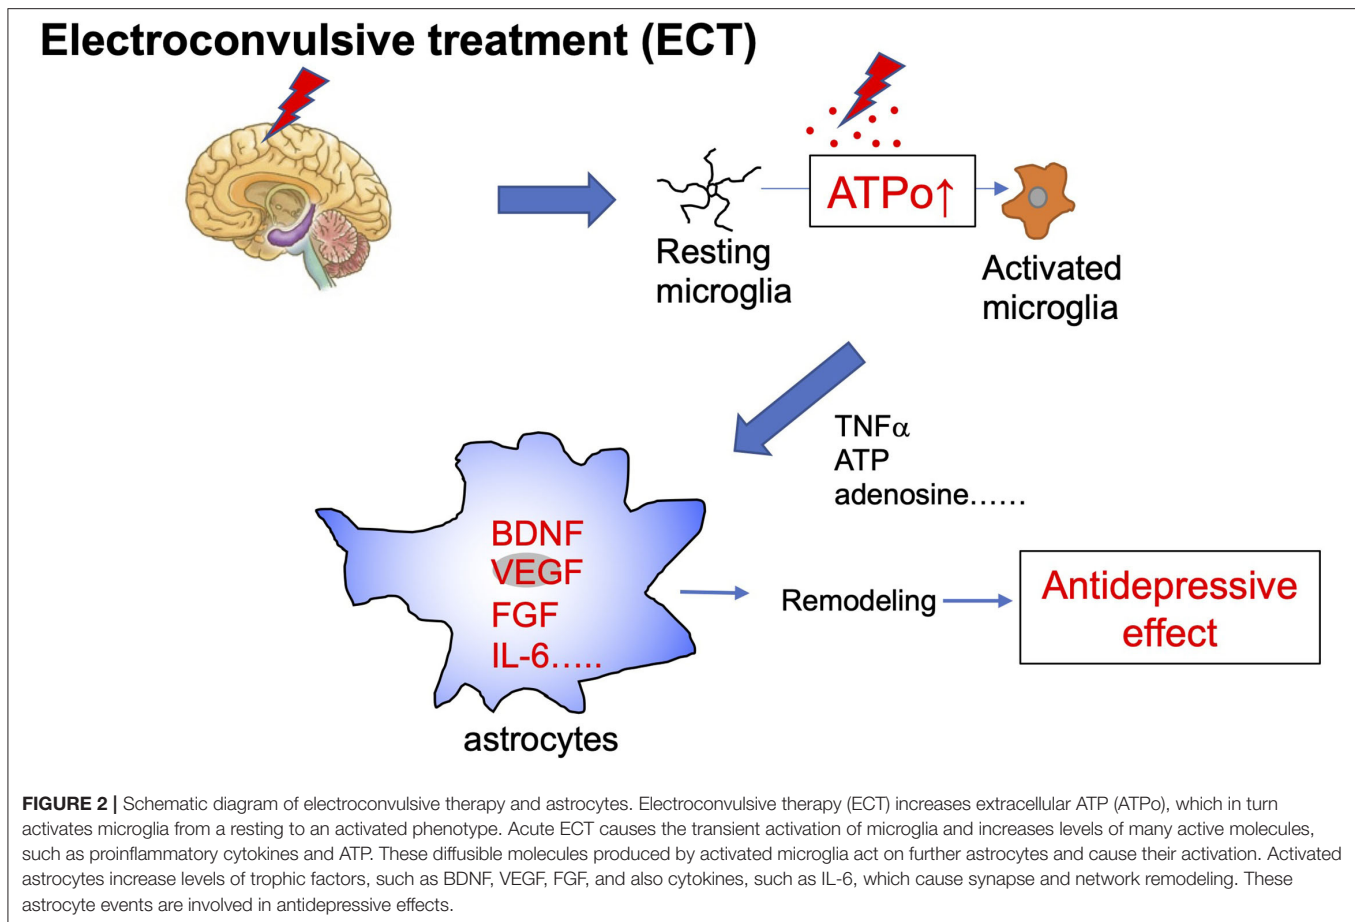 Electroconvulsive treatment (ECT)
ATPo↑
Resting
microglia
Activated
microglia
TNFα
ATP
adenosine……
BDNF
VEGF
FGF
IL-6…..
Remodeling
Antidepressive
effect
astrocytes
FIGURE 2 | Schematic diagram of electroconvulsive therapy and astrocytes. Electroconvulsive therapy (ECT) increases extracellular ATP (ATPo), which in turn
activates microglia from a resting to an activated phenotype. Acute ECT causes the transient activation of microglia and increases levels of many active molecules,
such as proinflammatory cytokines and ATP. These diffusible molecules produced by activated microglia act on further astrocytes and cause their activation. Activated
astrocytes increase levels of trophic factors, such as BDNF, VEGF, FGF, and also cytokines, such as IL-6, which cause synapse and network remodeling. These
astrocyte events are involved in antidepressive effects.